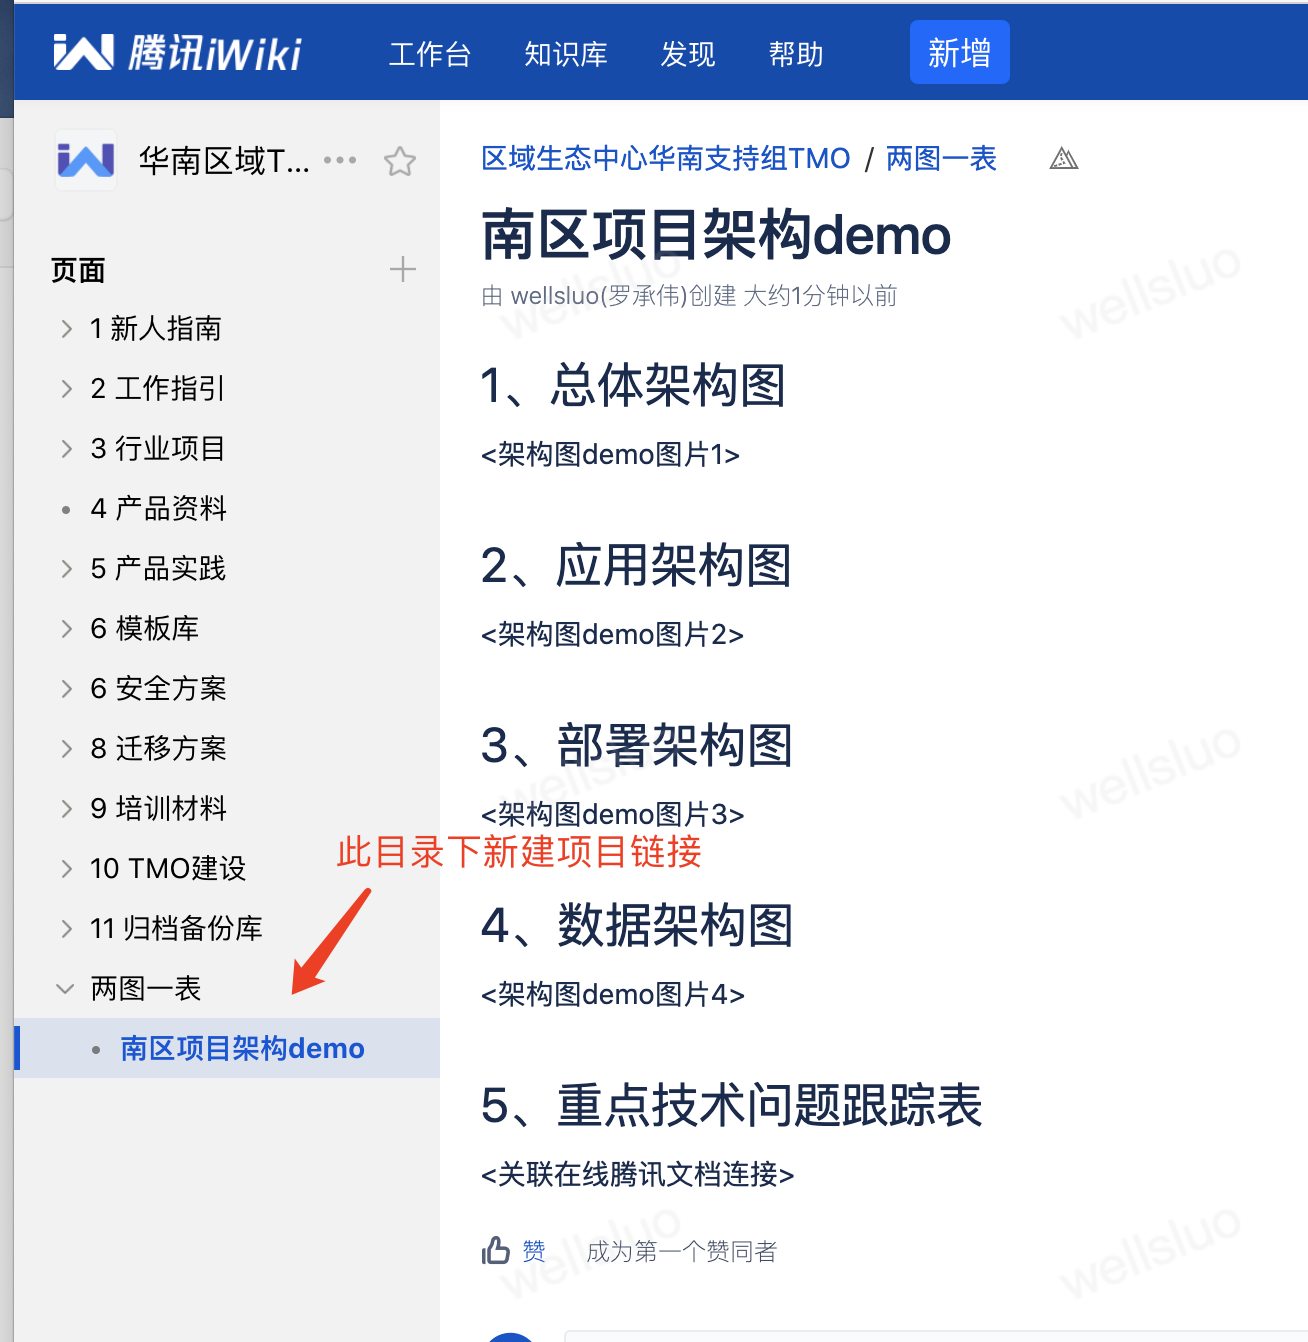 腾讯iWiki 工作台 知识库 发现 帮助 新增
华南区域T...
页面
1 新人指南
2 工作指引
3 行业项目
4 产品资料
5 产品实践
6 模板库
6 安全方案
8 迁移方案
9 培训材料
10 TMO建设
11 归档备份库
两图一表
南区项目架构demo
此目录下新建项目链接
区域生态中心华南支持组TMO / 两图一表
南区项目架构demo
由 wellsluo(罗承伟)创建 大约1分钟以前
1、总体架构图
<架构图demo图片1>
2、应用架构图
<架构图demo图片2>
3、部署架构图
<架构图demo图片3>
4、数据架构图
<架构图demo图片4>
5、重点技术问题跟踪表
<关联在线腾讯文档连接>
赞 成为第一个赞同者
wellsluo
wellsluo
wellsluo
wellsluo
wellsluo
wellsluo